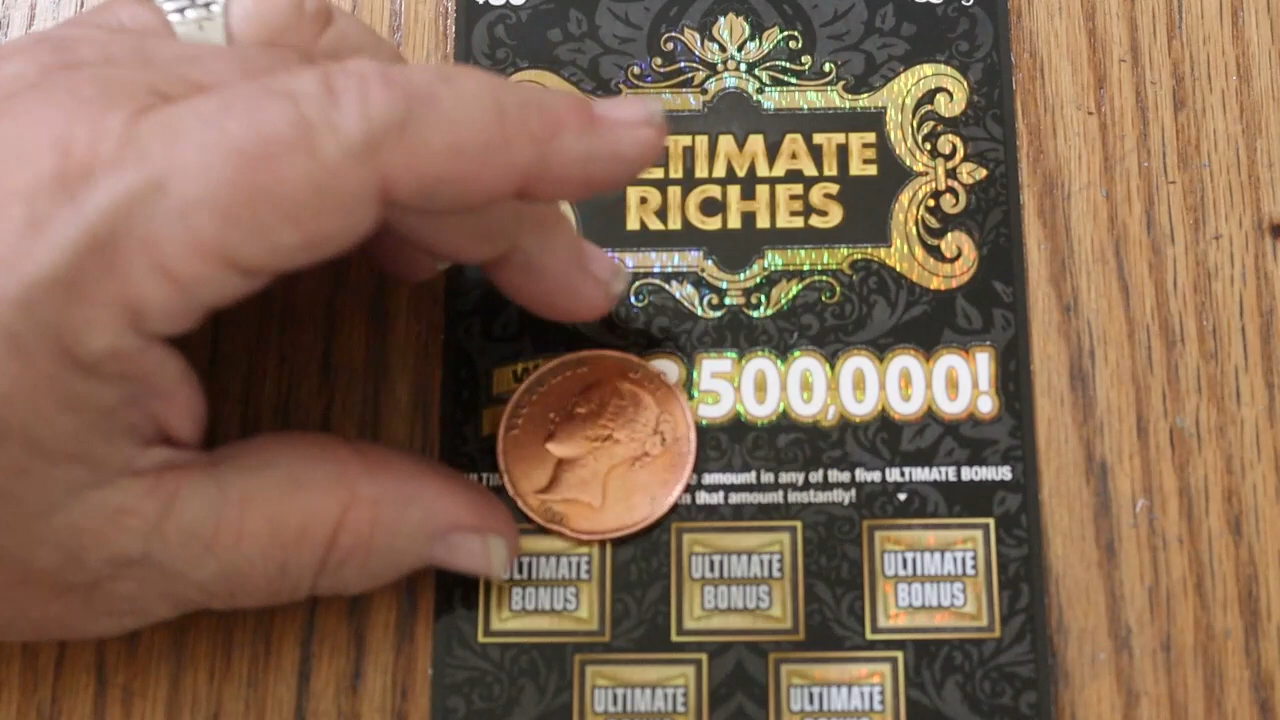 LTIMATE
RICHES
,500,000!
amount in any of the five ULTIMATE BONUS
that amount instantly!
ULTIMATE
BONUS
ULTIMATE
BONUS
ULTIMATE
BONUS
ULTIMATE
ULTIMATE